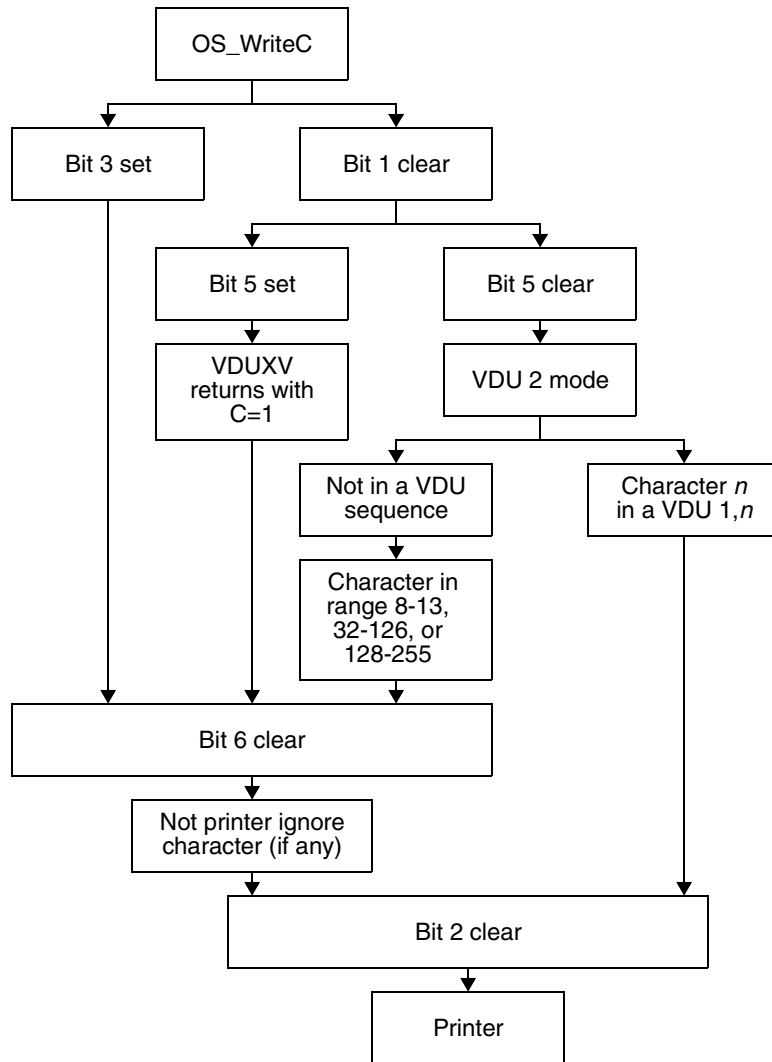 OS_WriteC
Bit 3 set
Bit 1 clear
Bit 5 set
Bit 5 clear
VDUXV
returns with
C=1
VDU 2 mode
Not in a VDU
sequence
Character n
in a VDU 1,n
Character in
range 8-13,
32-126, or
128-255
Bit 6 clear
Not printer ignore
character (if any)
Bit 2 clear
Printer